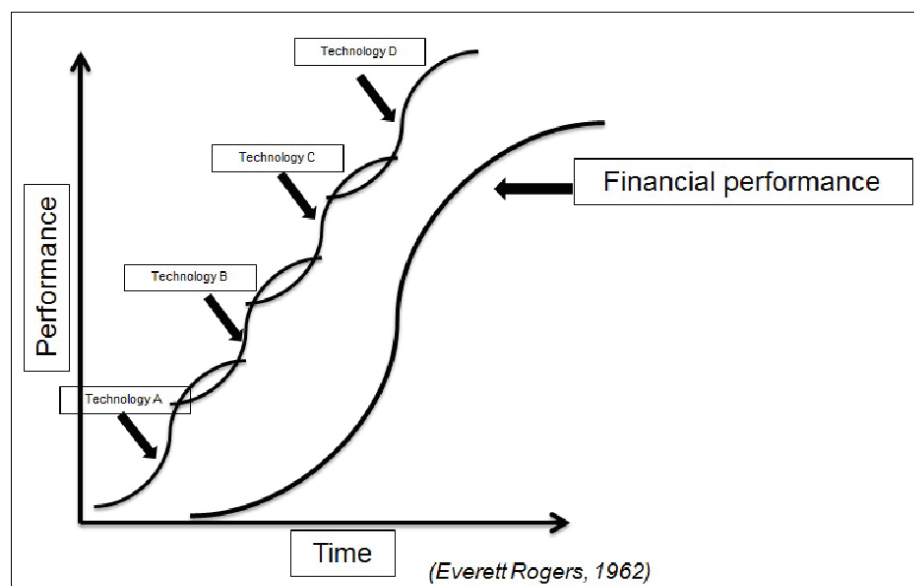 Technology D
Technology C
Financial performance
Performance
Technology B
Technology A
Time
(Everett Rogers, 1962)